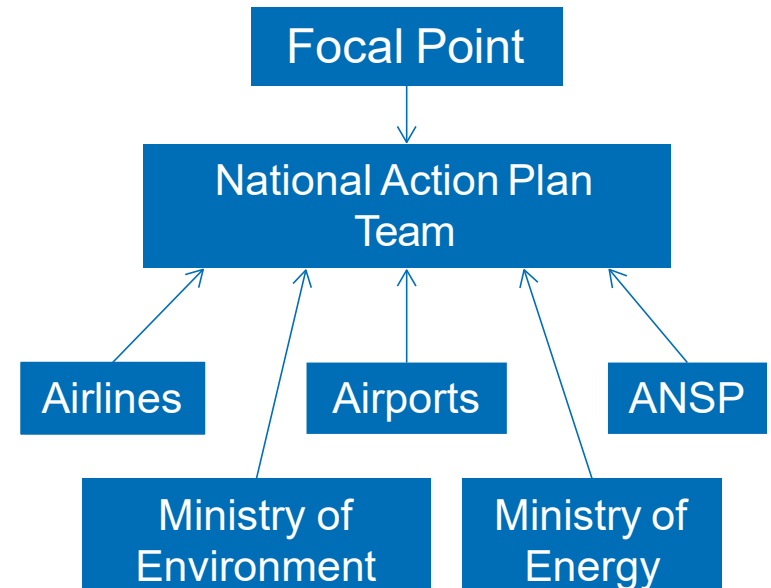 Focal Point
National Action Plan
Team
Airlines
Airports
ANSP
Ministry of
Environment
Ministry of
Energy